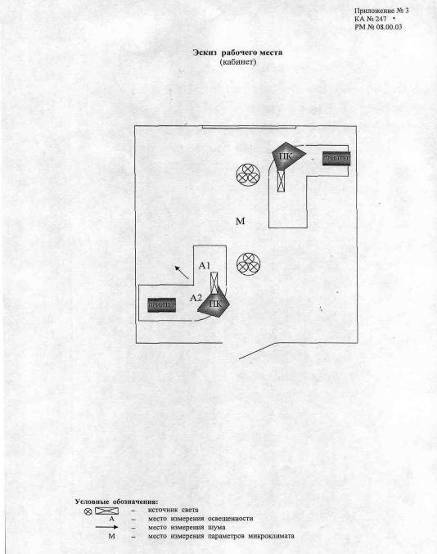 Приложение № 3
КА № 247
РМ № 08.00.03
Эскиз рабочего места
(кабинет)
ПК
М
А1
А2
ПК
Условные обозначения:
– источник света
А – место измерения освещенности
– место измерения шума
М – место измерения параметров микроклимата